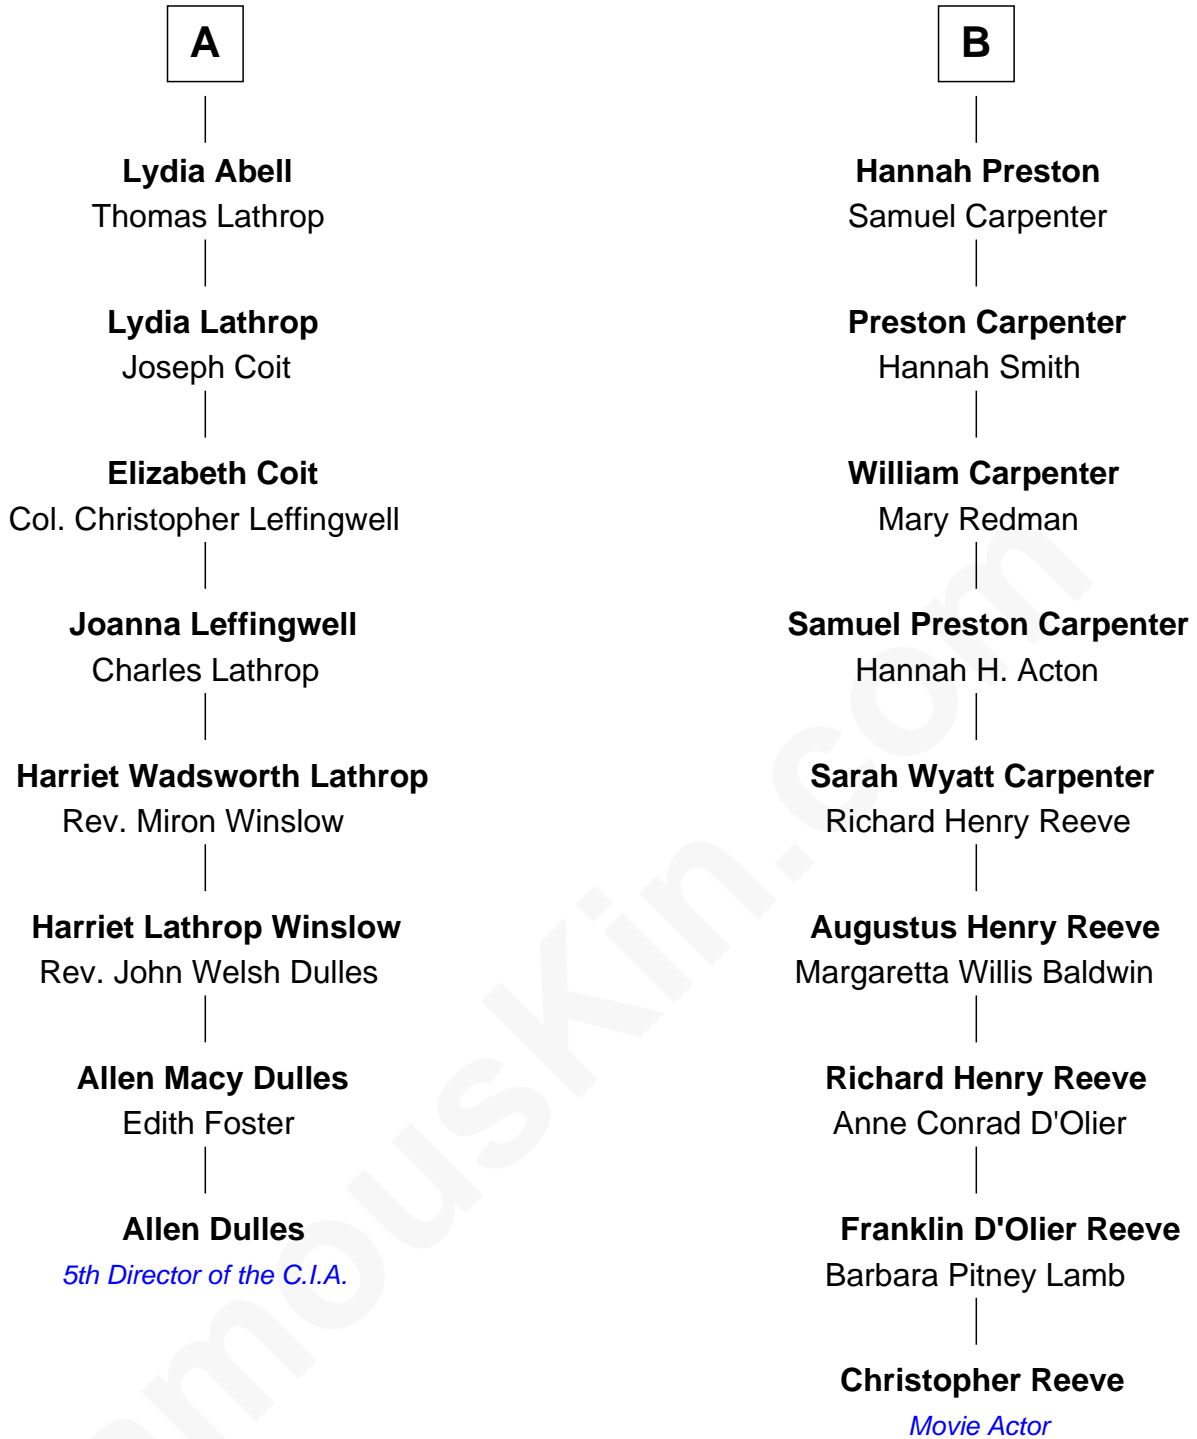 A
Lydia Abell
Thomas Lathrop
Lydia Lathrop
Joseph Coit
Elizabeth Coit
Col. Christopher Leffingwell
Joanna Leffingwell
Charles Lathrop
Harriet Wadsworth Lathrop
Rev. Miron Winslow
Harriet Lathrop Winslow
Rev. John Welsh Dulles
Allen Macy Dulles
Edith Foster
Allen Dulles
5th Director of the C.I.A.
B
Hannah Preston
Samuel Carpenter
Preston Carpenter
Hannah Smith
William Carpenter
Mary Redman
Samuel Preston Carpenter
Hannah H. Acton
Sarah Wyatt Carpenter
Richard Henry Reeve
Augustus Henry Reeve
Margaretta Willis Baldwin
Richard Henry Reeve
Anne Conrad D'Olier
Franklin D'Olier Reeve
Barbara Pitney Lamb
Christopher Reeve
Movie Actor
amousKin.com